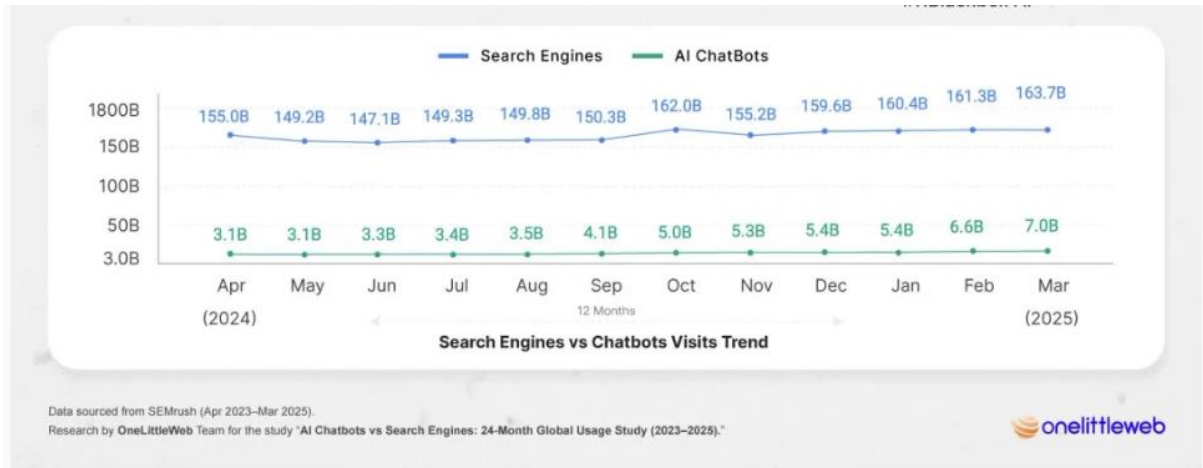 Search Engines AI ChatBots
1800B
150B
100B
50B
3.0B
155.0B 149.2B 147.1B 149.3B 149.8B 150.3B 162.0B 155.2B 159.6B 160.4B 161.3B 163.7B
3.1B 3.1B 3.3B 3.4B 3.5B 4.1B 5.0B 5.3B 5.4B 5.4B 6.6B 7.0B
Apr May Jun Jul Aug Sep Oct Nov Dec Jan Feb Mar
(2024) 12 Months (2025)
Search Engines vs Chatbots Visits Trend
Data sourced from SEMrush (Apr 2023–Mar 2025).
Research by OneLittleWeb Team for the study "AI Chatbots vs Search Engines: 24-Month Global Usage Study (2023–2025)."
onelittleweb